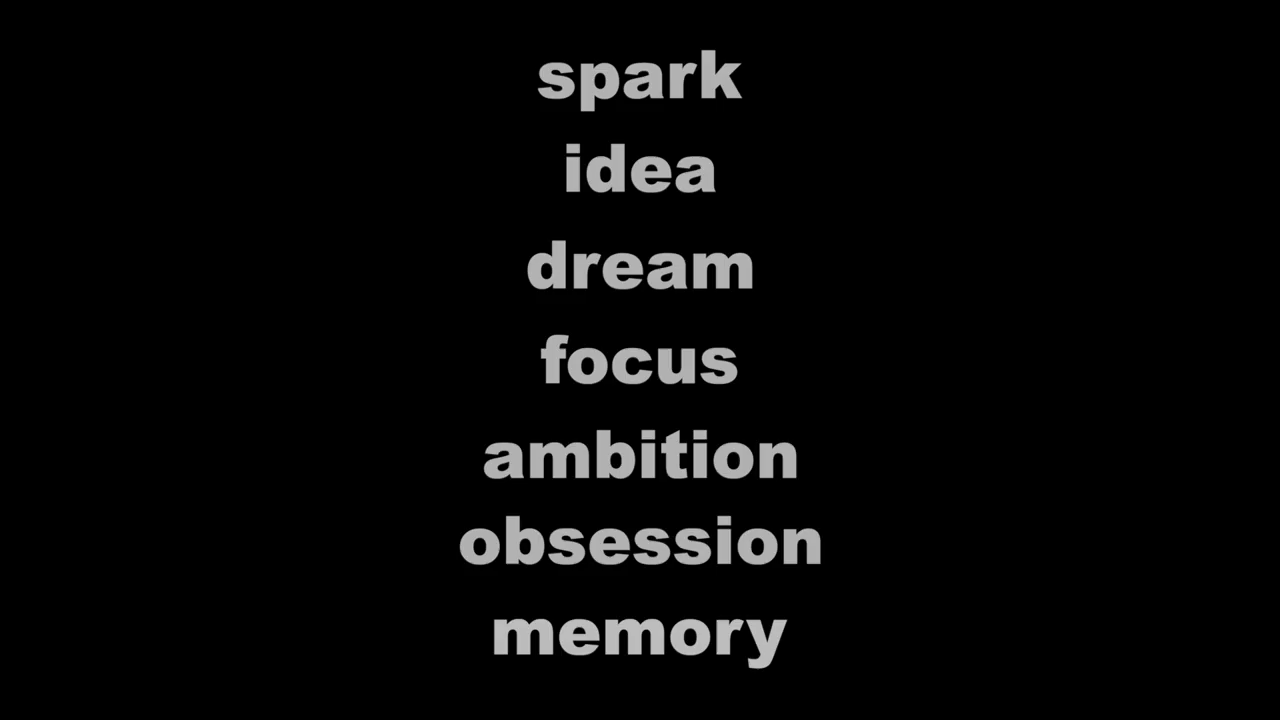 spark
idea
dream
focus
ambition
obsession
memory